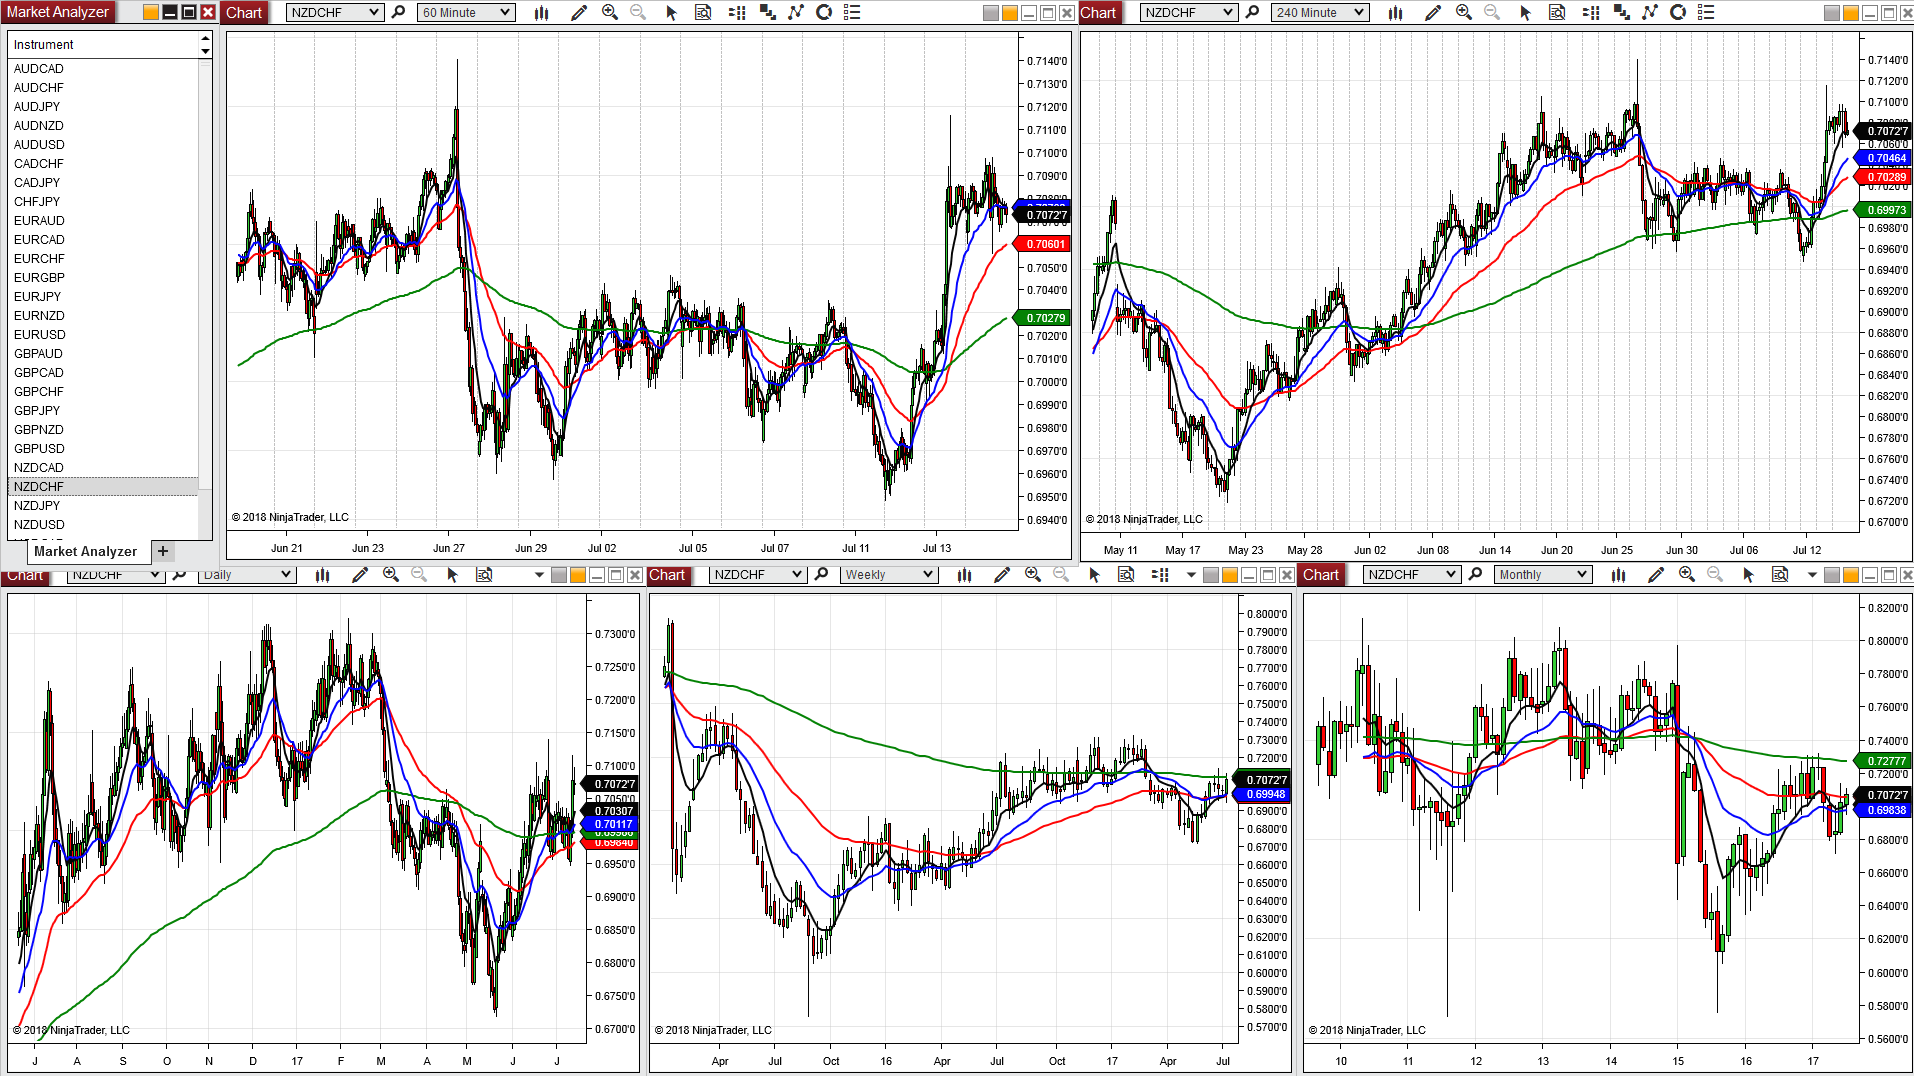 Market Analyzer
Instrument
AUDCAD
AUDCHF
AUDJPY
AUDNZD
AUDUSD
CADCHF
CADJPY
CHFJPY
EURAUD
EURCAD
EURCHF
EURGBP
EURJPY
EURNZD
EURUSD
GBPAUD
GBPCAD
GBPCHF
GBPJPY
GBPNZD
GBPUSD
NZDCAD
NZDCHF
NZDJPY
NZDUSD
Market Analyzer +
Chart NZDCHF 60 Minute
0.7140'0
0.7120'0
0.7110'0
0.7100'0
0.7090'0
0.7072'7
0.70601
0.7050'0
0.7040'0
0.70279
0.7020'0
0.7010'0
0.7000'0
0.6990'0
0.6980'0
0.6970'0
0.6960'0
0.6950'0
0.6940'0
© 2018 NinjaTrader, LLC
Jun 21 Jun 23 Jun 27 Jun 29 Jul 02 Jul 05 Jul 07 Jul 11 Jul 13
Chart NZDCHF 240 Minute
0.7140'0
0.7120'0
0.7100'0
0.7072'7
0.7060'0
0.70464
0.70289
0.7020'0
0.69973
0.6980'0
0.6960'0
0.6940'0
0.6920'0
0.6900'0
0.6880'0
0.6860'0
0.6840'0
0.6820'0
0.6800'0
0.6780'0
0.6760'0
0.6740'0
0.6720'0
0.6700'0
© 2018 NinjaTrader, LLC
May 11 May 17 May 23 May 28 Jun 02 Jun 08 Jun 14 Jun 20 Jun 25 Jun 30 Jul 06 Jul 12
Chart NZDCHF Daily
0.7300'0
0.7250'0
0.7200'0
0.7150'0
0.7100'0
0.7072'7
0.70307
0.70117
0.69840
0.6950'0
0.6900'0
0.6850'0
0.6800'0
0.6750'0
0.6700'0
© 2018 NinjaTrader, LLC
J A S O N D 17 F M A M J J
Chart NZDCHF Weekly
0.8000'0
0.7900'0
0.7800'0
0.7700'0
0.7600'0
0.7500'0
0.7400'0
0.7300'0
0.7200'0
0.7072'7
0.69948
0.6900'0
0.6800'0
0.6700'0
0.6600'0
0.6500'0
0.6400'0
0.6300'0
0.6200'0
0.6100'0
0.6000'0
0.5900'0
0.5800'0
0.5700'0
© 2018 NinjaTrader, LLC
Apr Jul Oct 16 Apr Jul Oct 17 Apr Jul
Chart NZDCHF Monthly
0.8200'0
0.8000'0
0.7800'0
0.7600'0
0.7400'0
0.72777
0.7200'0
0.7072'7
0.69838
0.6800'0
0.6600'0
0.6400'0
0.6200'0
0.6000'0
0.5800'0
0.5600'0
© 2018 NinjaTrader, LLC
10 11 12 13 14 15 16 17